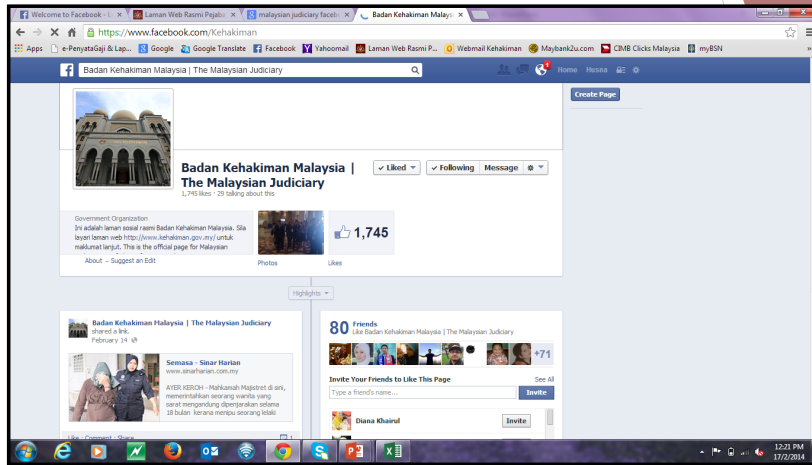 Welcome to Facebook - L
Laman Web Rasmi Pejaba
malaysian judiciary faceb
Badan Kehakiman Malays
https://www.facebook.com/Kehakiman
Apps
e-PenyataGaji & Lap...
Google
Google Translate
Facebook
Yahoomail
Laman Web Rasmi P...
Webmail Kehakiman
Maybank2u.com
CIMB Clicks Malaysia
myBSN
Badan Kehakiman Malaysia | The Malaysian Judiciary
1
Home
Husna
Create Page
Badan Kehakiman Malaysia |
The Malaysian Judiciary
1,745 likes · 29 talking about this
Liked
Following
Message
Government Organization
Ini adalah laman sosial rasmi Badan Kehakiman Malaysia. Sila
layari laman web http://www.kehakiman.gov.my/ untuk
maklumat lanjut. This is the official page for Malaysian
About – Suggest an Edit
Photos
1,745
Likes
Highlights
Badan Kehakiman Malaysia | The Malaysian Judiciary
shared a link.
February 14
Semasa - Sinar Harian
www.sinarharian.com.my
AYER KEROH - Mahkamah Majistret di sini,
memerintahkan seorang wanita yang
sarat mengandung dipenjarakan selama
18 bulan kerana menipu seorang lelaki
Like · Comment · Share
1
80 Friends
Like Badan Kehakiman Malaysia | The Malaysian Judiciary
+71
Invite Your Friends to Like This Page
See All
Type a friend's name...
Invite
Diana Khairul
Invite
12:21 PM
17/2/2014